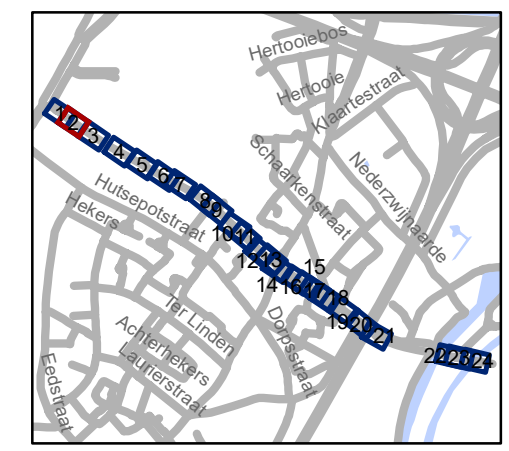 Hertooiebos
Hertooie
Klaartestraat
Schaarkenstraat
Nederzwijnaarde
Hutsepotstraat
Hekers
Ter Linden
Achterhekers
Laurierstraat
Eedstraat
Dorpsstraat
1
2
3
4
5
6
7
8
9
10
11
12
13
14
15
16
17
18
19
20
21
22
23
24